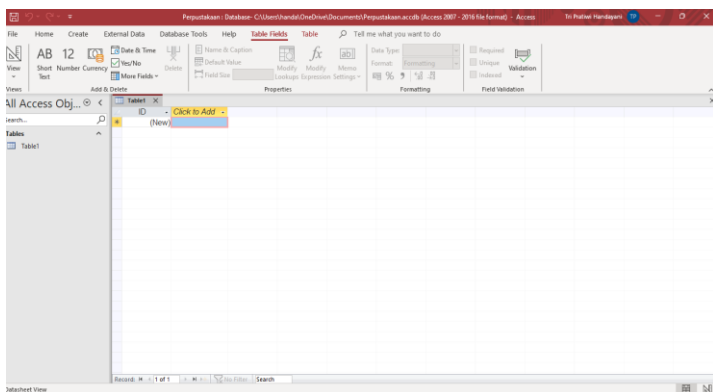 Perpustakaan : Database- C:\Users\handa\OneDrive\Documents\Perpustakaan.accdb (Access 2007 - 2016 file format) - Access
Tri Pratiwi Handayani
TP
File Home Create External Data Database Tools Help Table Fields Table Tell me what you want to do
View
AB
Short Text
12
Number
Currency
Date & Time
Yes/No
More Fields
Delete
Name & Caption
Default Value
Field Size
Modify Lookups
fx
Modify Expression
ab
Memo Settings
Data Type:
Format: Formatting
% 9
Required
Unique
Indexed
Validation
Views
Add & Delete
Properties
Formatting
Field Validation
All Access Obj...
Search...
Tables
Table1
Table1
ID Click to Add
(New)
Record: 1 of 1 No Filter Search
Datasheet View